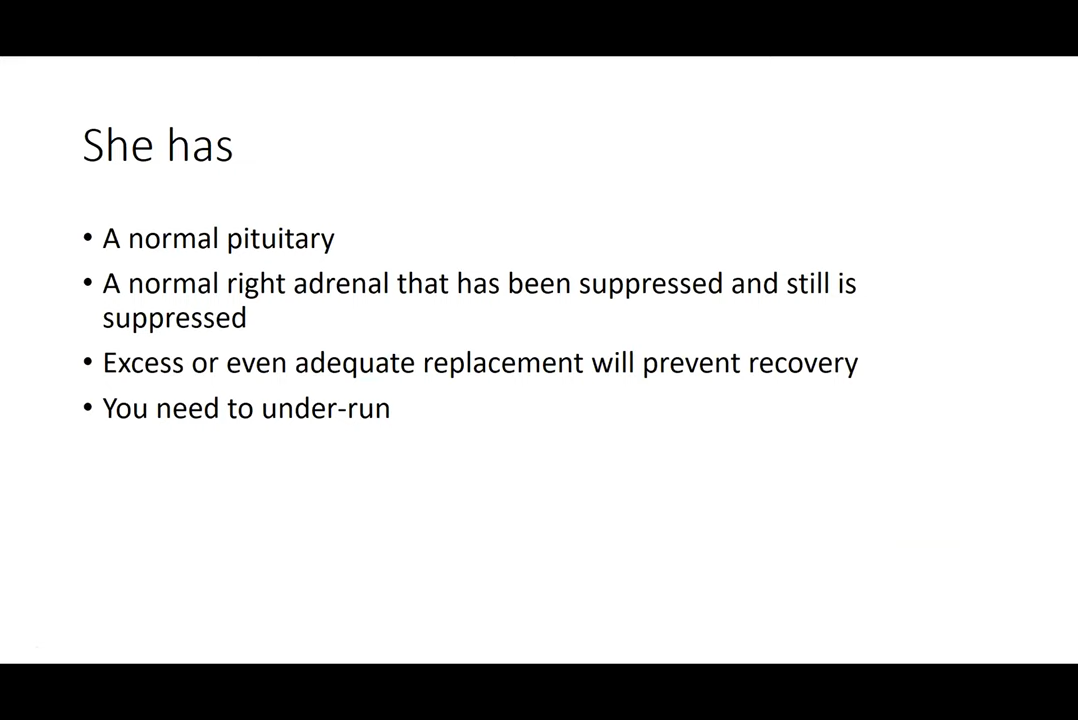 She has
• A normal pituitary
• A normal right adrenal that has been suppressed and still is
suppressed
• Excess or even adequate replacement will prevent recovery
• You need to under-run